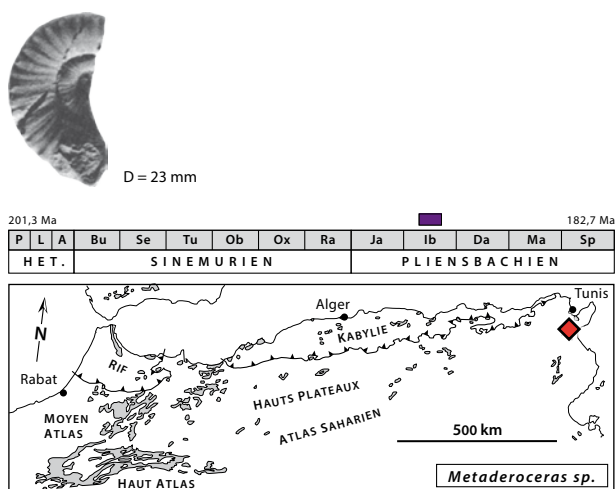 D = 23 mm
201,3 Ma 182,7 Ma
P L A Bu Se Tu Ob Ox Ra Ja Ib Da Ma Sp
HET. SINEMURIEN PLIENSBACHIEN
Tunis
Alger
KABYLIE
N
RIF
Rabat
HAUTS PLATEAUX
MOYEN
ATLAS
ATLAS SAHARIEN
500 km
HAUT ATLAS
Metaderoceras sp.